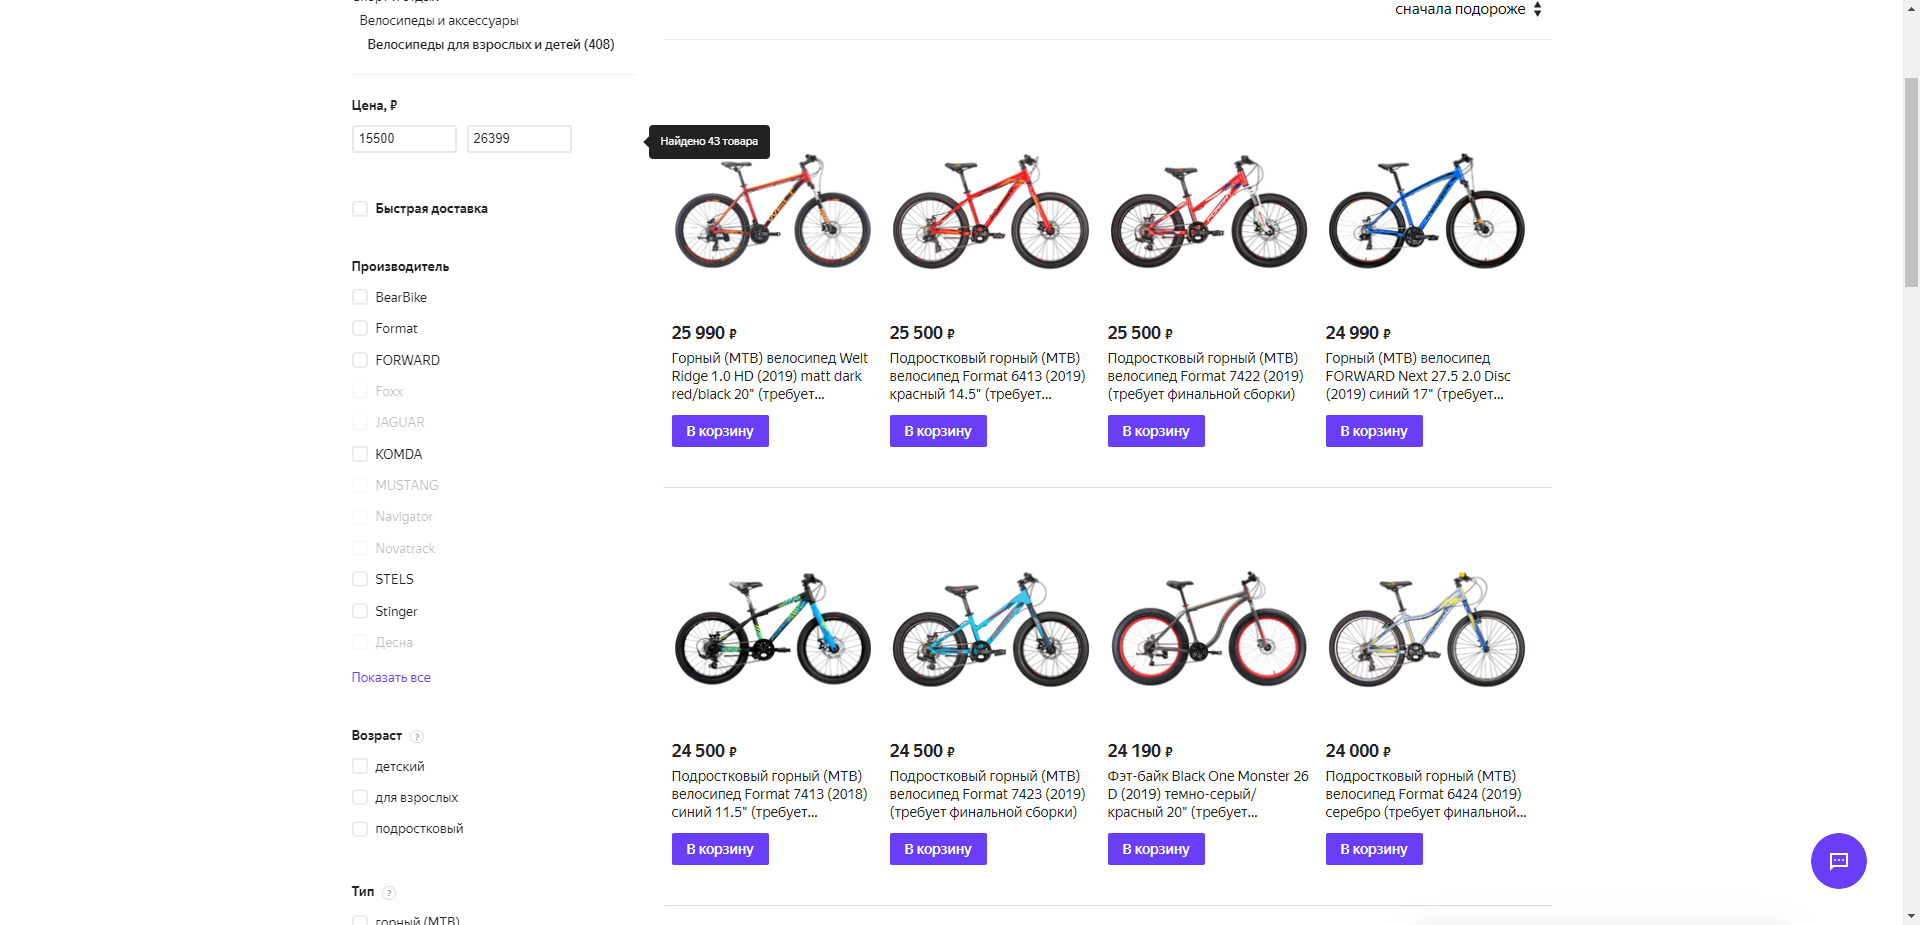 Велосипеды и аксессуары
Велосипеды для взрослых и детей (408)
сначала подороже
Цена, ₽
15500
26399
Найдено 43 товара
Быстрая доставка
Производитель
BearBike
Format
FORWARD
Foxx
JAGUAR
KOMDA
MUSTANG
Navigator
Novatrack
STELS
Stinger
Десна
Показать все
Возраст ?
детский
для взрослых
подростковый
Тип ?
горный (MTB)
25 990 ₽
Горный (MTB) велосипед Welt
Ridge 1.0 HD (2019) matt dark
red/black 20" (требует...
В корзину
25 500 ₽
Подростковый горный (MTB)
велосипед Format 6413 (2019)
красный 14.5" (требует...
В корзину
25 500 ₽
Подростковый горный (MTB)
велосипед Format 7422 (2019)
(требует финальной сборки)
В корзину
24 990 ₽
Горный (MTB) велосипед
FORWARD Next 27.5 2.0 Disc
(2019) синий 17" (требует...
В корзину
24 500 ₽
Подростковый горный (MTB)
велосипед Format 7413 (2018)
синий 11.5" (требует...
В корзину
24 500 ₽
Подростковый горный (MTB)
велосипед Format 7423 (2019)
(требует финальной сборки)
В корзину
24 190 ₽
Фэт-байк Black One Monster 26
D (2019) темно-серый/
красный 20" (требует...
В корзину
24 000 ₽
Подростковый горный (MTB)
велосипед Format 6424 (2019)
серебро (требует финальной...
В корзину